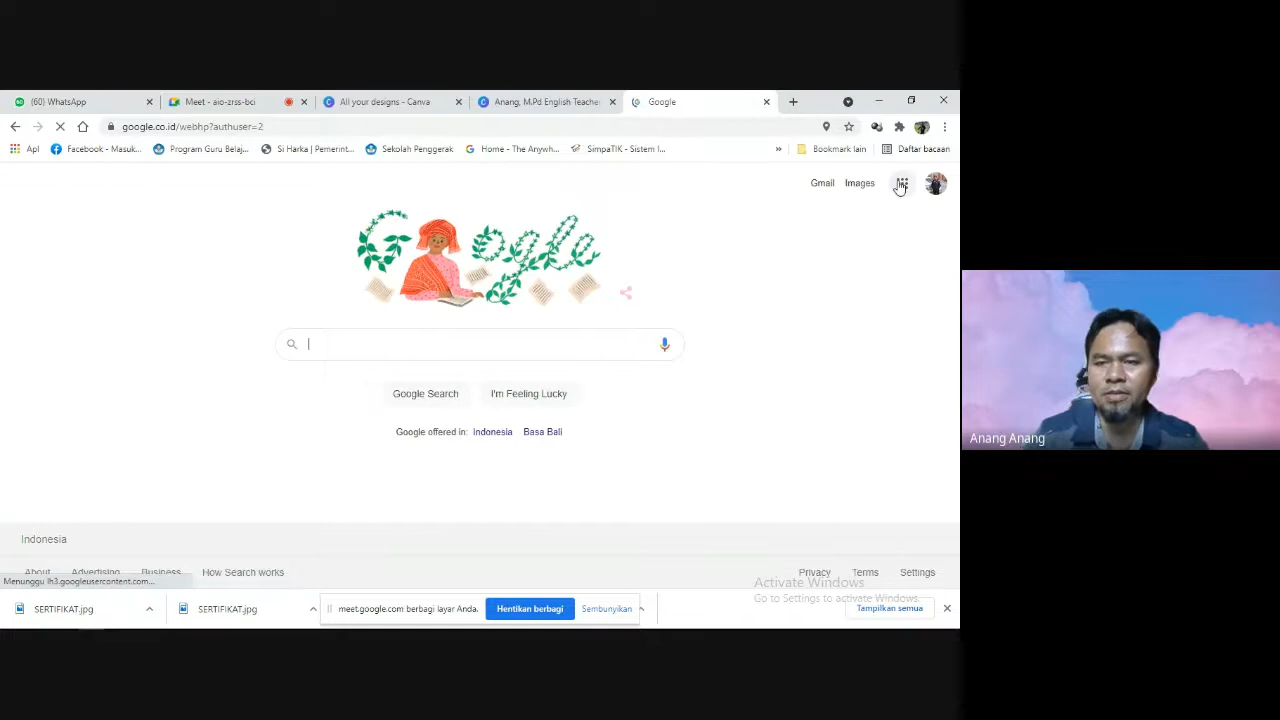 (60) WhatsApp
Meet - aio-zrss-bci
All your designs - Canva
Anang, M.Pd English Teache
Google
google.co.id/webhp?authuser=2
Apl
Facebook - Masuk...
Program Guru Belaj...
Si Harka | Pemerint...
Sekolah Penggerak
Home - The Anywh...
SimpaTIK - Sistem I...
»
Bookmark lain
Daftar bacaan
Gmail
Images
Google
Google Search
I'm Feeling Lucky
Google offered in: Indonesia Basa Bali
Anang Anang
Indonesia
About
Advertising
Business
How Search works
Privacy
Terms
Settings
Menunggu lh3.googleusercontent.com...
Activate Windows
Go to Settings to activate Windows.
SERTIFIKAT.jpg
SERTIFIKAT.jpg
meet.google.com berbagi layar Anda.
Hentikan berbagi
Sembunyikan
Tampilkan semua